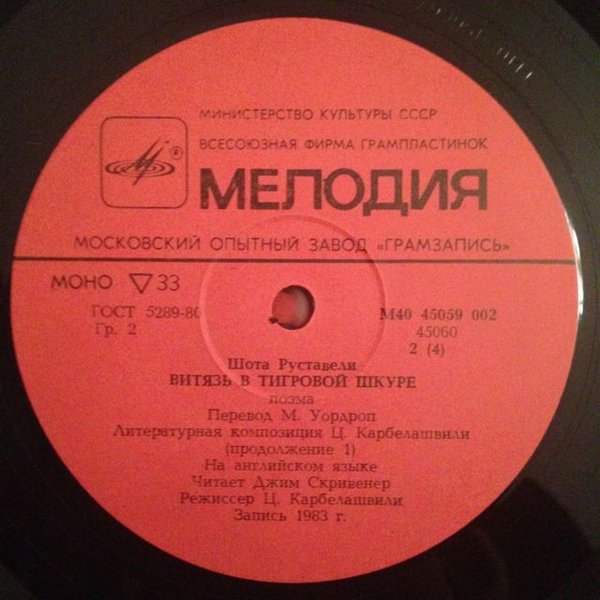 МИНИСТЕРСТВО КУЛЬТУРЫ СССР
ВСЕСОЮЗНАЯ ФИРМА ГРАМПЛАСТИНОК
МЕЛОДИЯ
МОСКОВСКИЙ ОПЫТНЫЙ ЗАВОД «ГРАМЗАПИСЬ»
МОНО ▽ 33
ГОСТ 5289-80
Гр. 2
М40 45059 002
45060
2 (4)
Шота Руставели
ВИТЯЗЬ В ТИГРОВОЙ ШКУРЕ
поэма
Перевод М. Уордроп
Литературная композиция Ц. Карбелашвили
(продолжение 1)
На английском языке
Читает Джим Скривенер
Режиссер Ц. Карбелашвили
Запись 1983 г.